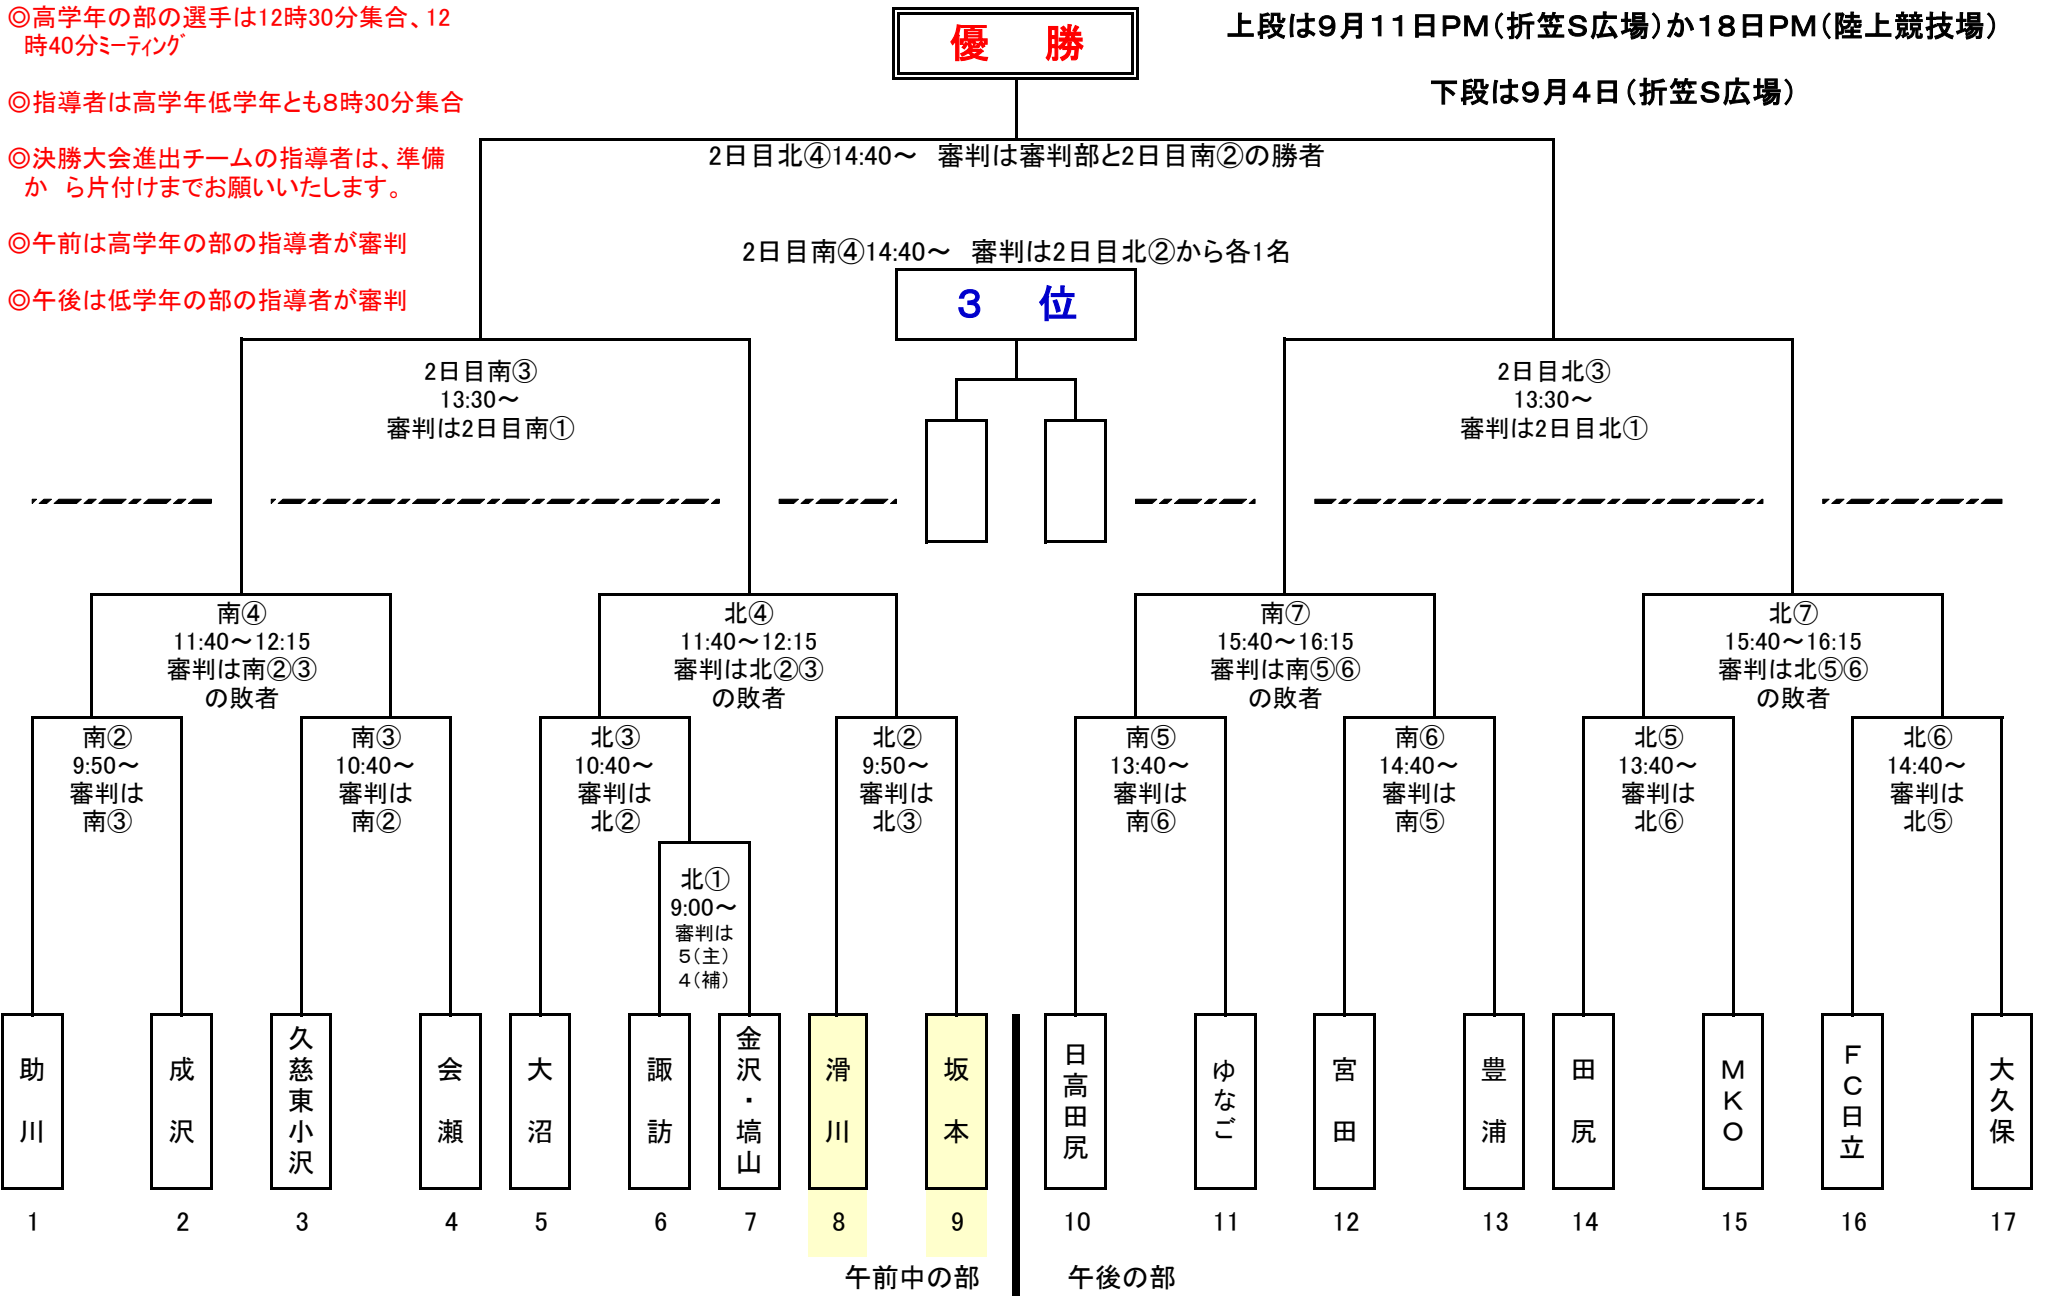 ◎高学年の部の選手は12時30分集合、12
時40分ﾐｰﾃｨﾝｸﾞ
◎指導者は高学年低学年とも8時30分集合
◎決勝大会進出チームの指導者は、準備
か　ら片付けまでお願いいたします。
◎午前は高学年の部の指導者が審判
◎午後は低学年の部の指導者が審判
優　勝
上段は9月11日PM（折笠S広場）か18日PM（陸上競技場）
下段は9月4日（折笠S広場）
2日目北④14:40～　審判は審判部と2日目南②の勝者
2日目南④14:40～　審判は2日目北②から各1名
3　位
2日目南③
13:30～
審判は2日目南①
2日目北③
13:30～
審判は2日目北①
南④
11:40～12:15
審判は南②③
の敗者
北④
11:40～12:15
審判は北②③
の敗者
南⑦
15:40～16:15
審判は南⑤⑥
の敗者
北⑦
15:40～16:15
審判は北⑤⑥
の敗者
南②
9:50～
審判は
南③
南③
10:40～
審判は
南②
北③
10:40～
審判は
北②
北②
9:50～
審判は
北③
南⑤
13:40～
審判は
南⑥
南⑥
14:40～
審判は
南⑤
北⑤
13:40～
審判は
北⑥
北⑥
14:40～
審判は
北⑤
北①
9:00～
審判は
5（主）
4（補）
助川
成沢
久慈東小沢
会瀬
大沼
諏訪
金沢・塙山
滑川
坂本
日高田尻
ゆなご
宮田
豊浦
田尻
MKO
FC日立
大久保
1 2 3 4 5 6 7 8 9 10 11 12 13 14 15 16 17
午前中の部
午後の部